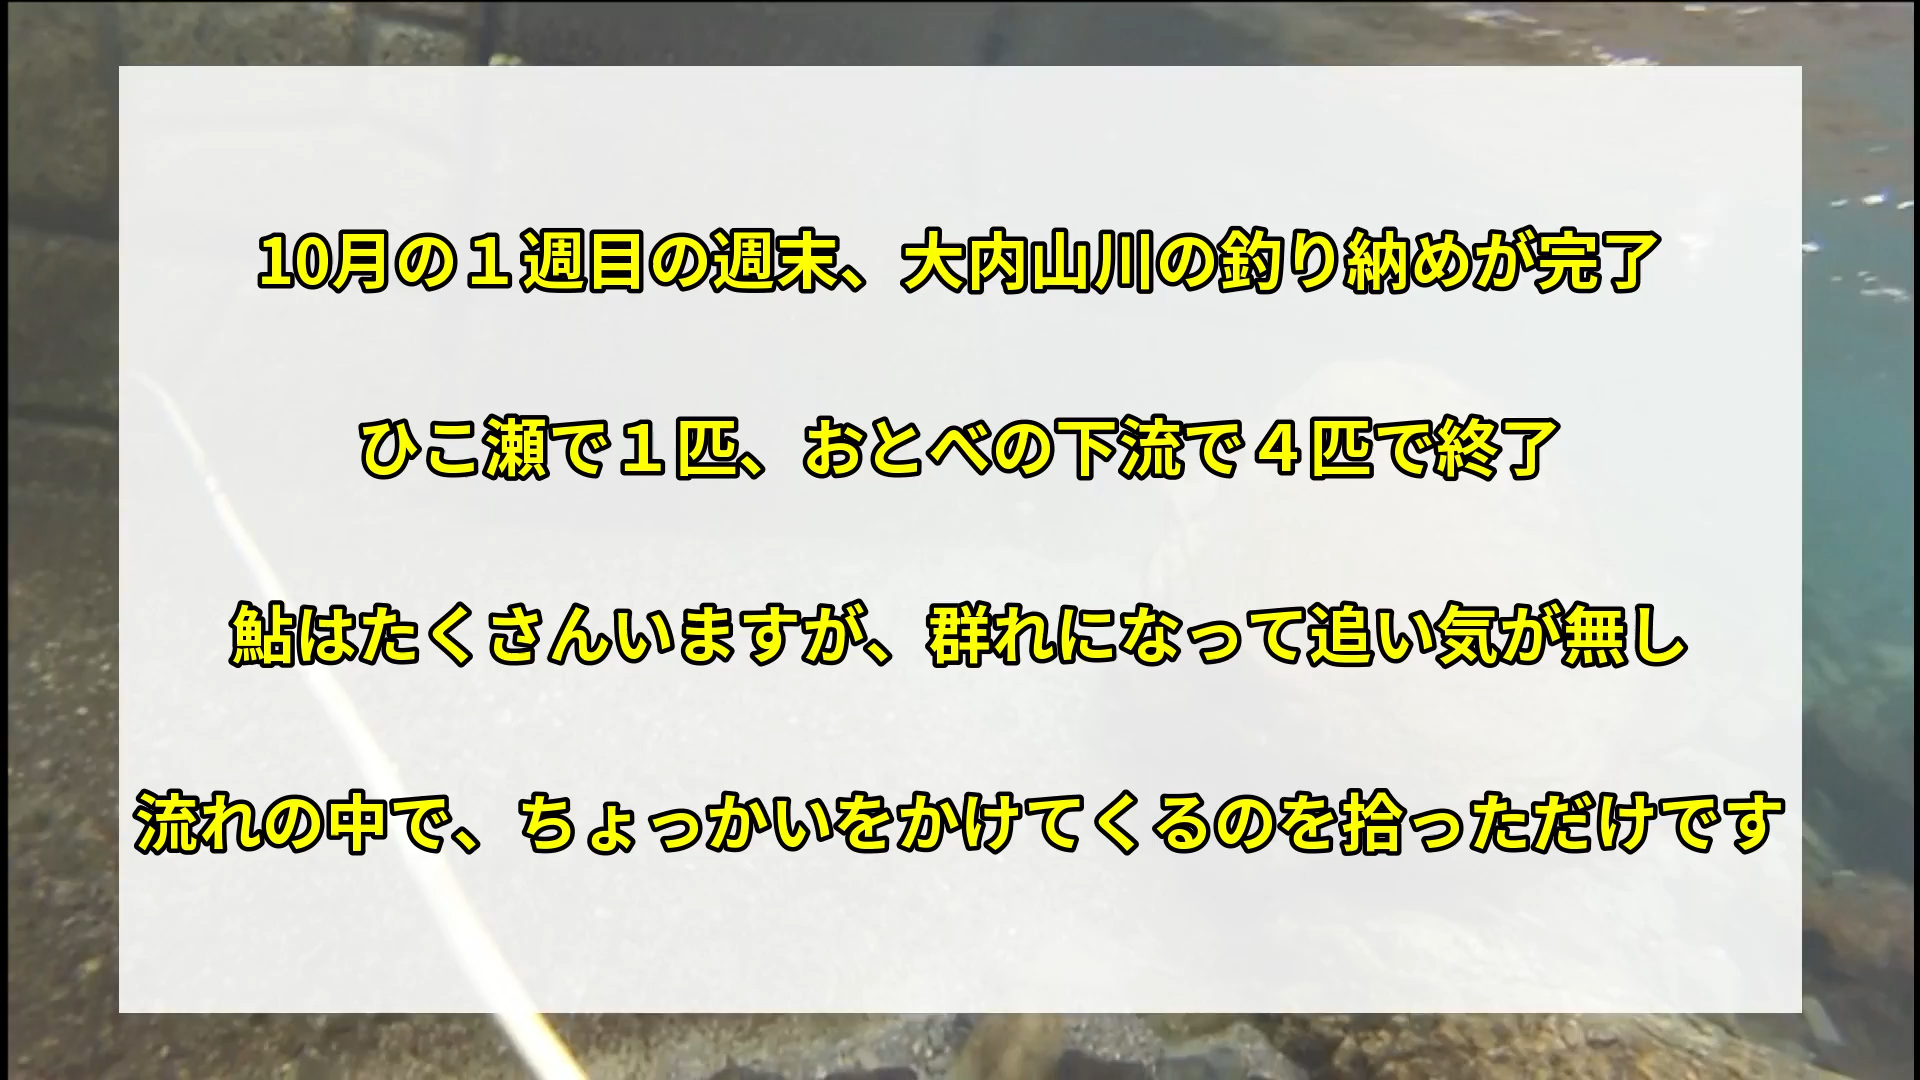 10月の１週目の週末、大内山川の釣り納めが完了
ひこ瀬で１匹、おとべの下流で４匹で終了
鮎はたくさんいますが、群れになって追い気が無し
流れの中で、ちょっかいをかけてくるのを拾っただけです